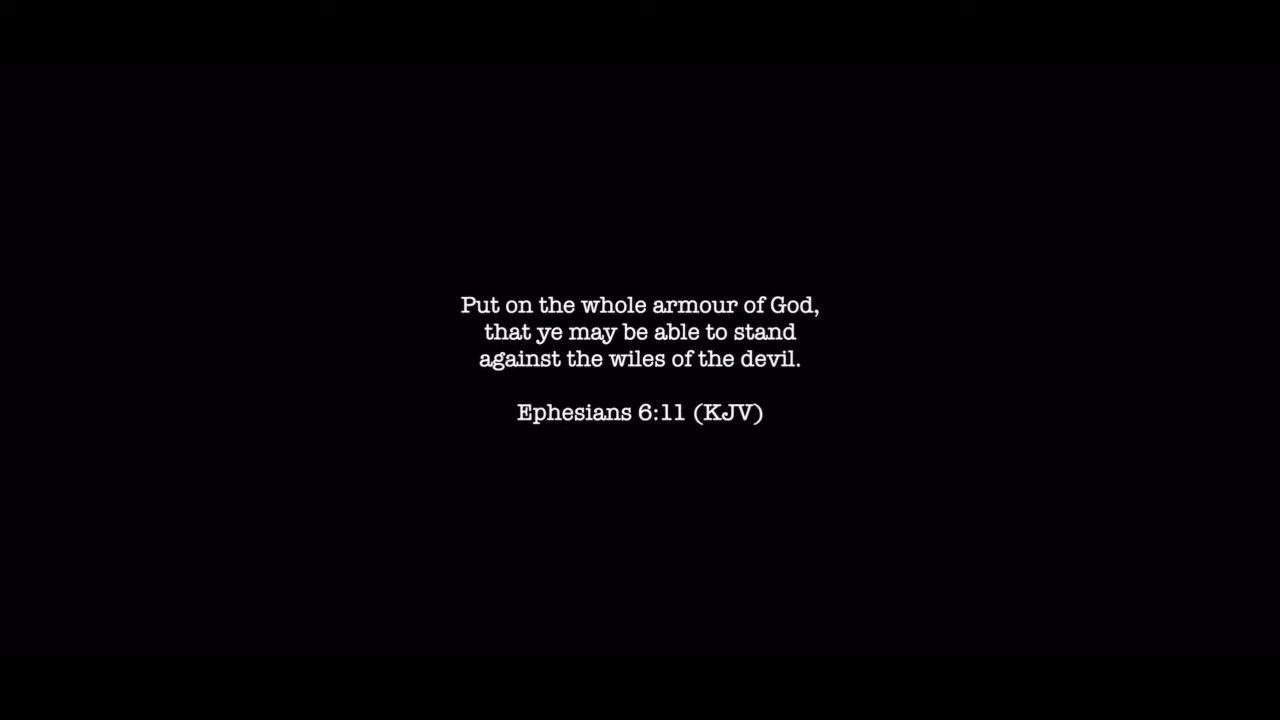 Put on the whole armour of God,
that ye may be able to stand
against the wiles of the devil.
Ephesians 6:11 (KJV)